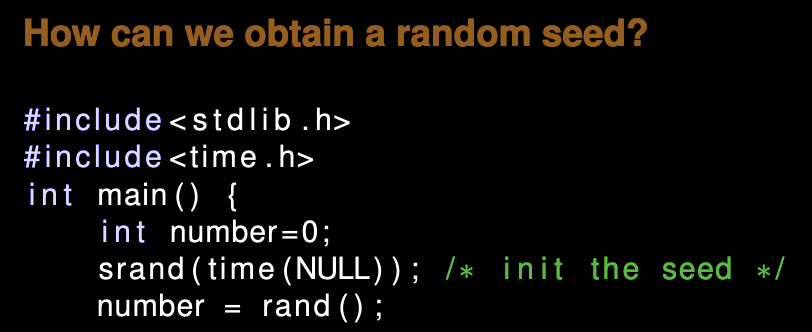 How can we obtain a random seed?
#include<stdlib.h>
#include<time.h>
int main() {
int number=0;
srand(time(NULL)); /* init the seed */
number = rand();